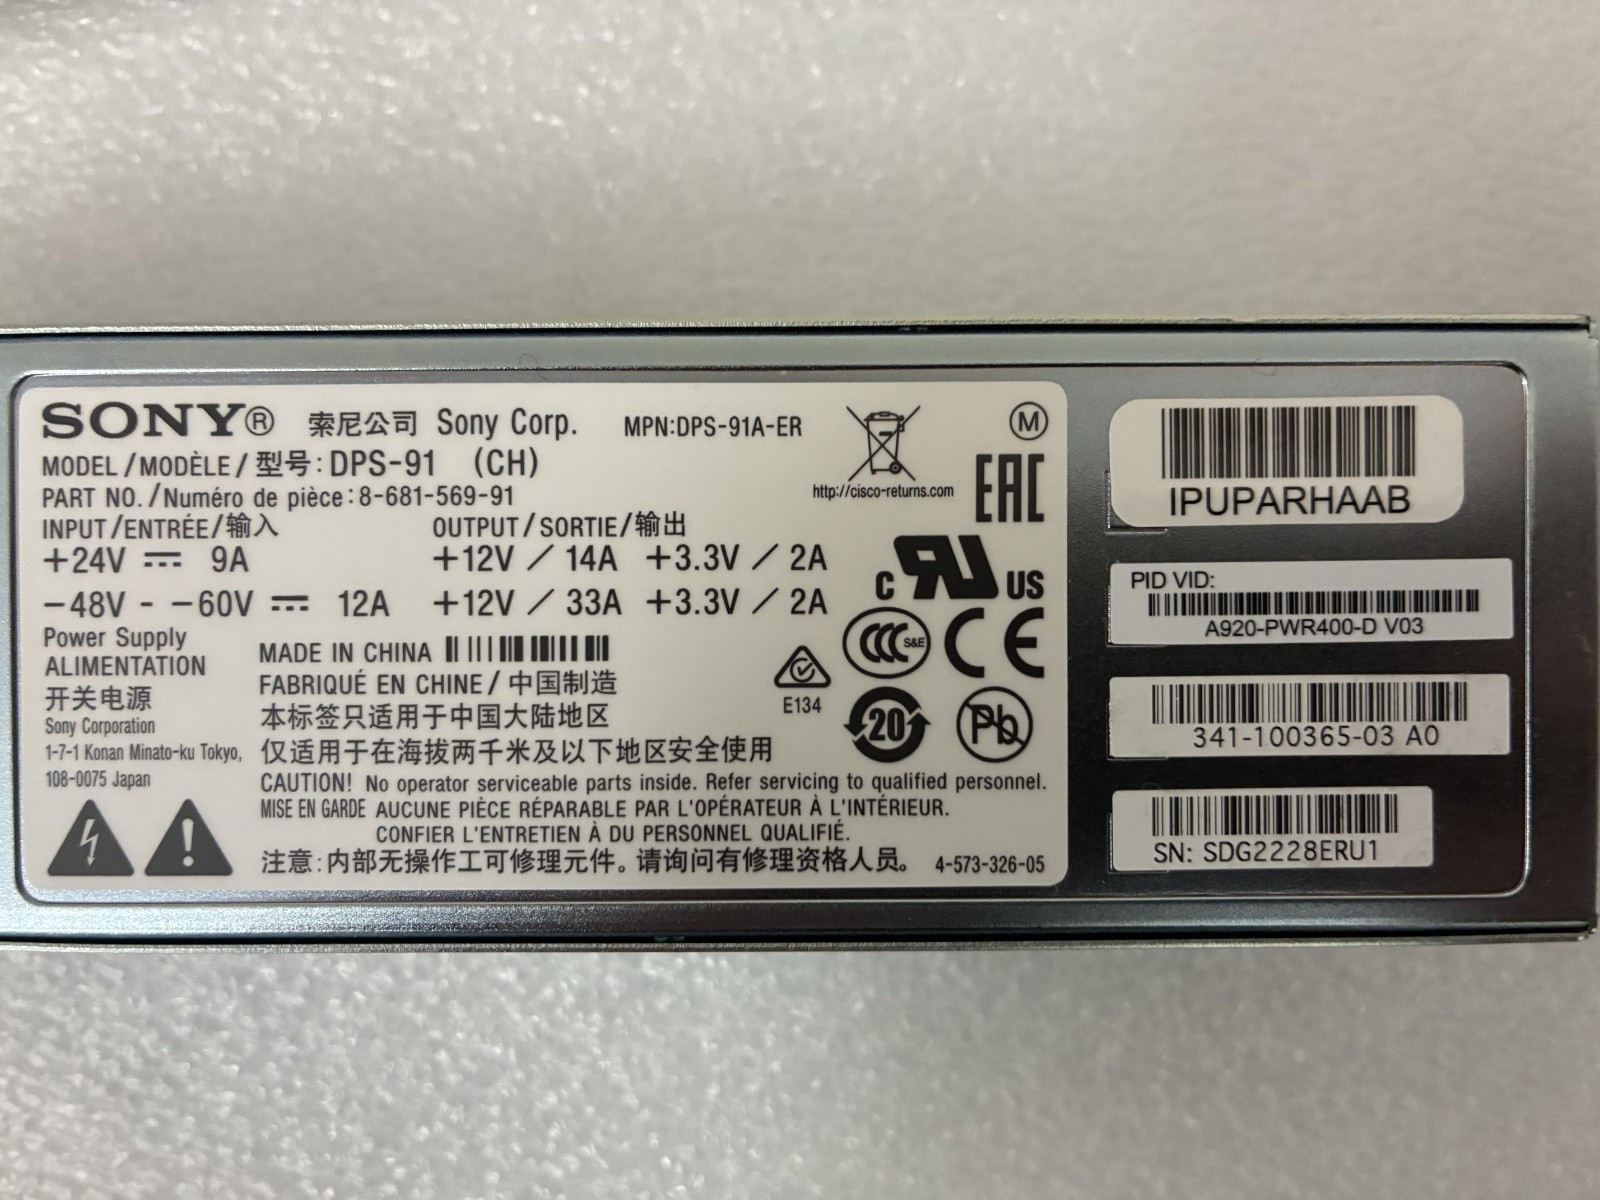 SONY® 索尼公司 Sony Corp. MPN:DPS-91A-ER
MODEL/MODÈLE/型号:DPS-91 (CH)
PART NO./Numéro de pièce:8-681-569-91
http://cisco-returns.com
M
EAC
INPUT/ENTRÉE/输入 OUTPUT/SORTIE/输出
+24V 9A +12V / 14A +3.3V / 2A
-48V - -60V 12A +12V / 33A +3.3V / 2A
c RU US
Power Supply
ALIMENTATION
开关电源
Sony Corporation
1-7-1 Konan Minato-ku Tokyo,
108-0075 Japan
MADE IN CHINA
FABRIQUÉ EN CHINE/中国制造
本标签只适用于中国大陆地区
仅适用于在海拔两千米及以下地区安全使用
E134
CCC S&E
CE
20
Pb
CAUTION! No operator serviceable parts inside. Refer servicing to qualified personnel.
MISE EN GARDE AUCUNE PIÈCE RÉPARABLE PAR L'OPÉRATEUR À L'INTÉRIEUR.
CONFIER L'ENTRETIEN À DU PERSONNEL QUALIFIÉ.
注意:内部无操作工可修理元件。请询问有修理资格人员。 4-573-326-05
IPUPARHAAB
PID VID:
A920-PWR400-D V03
341-100365-03 A0
SN: SDG2228ERU1